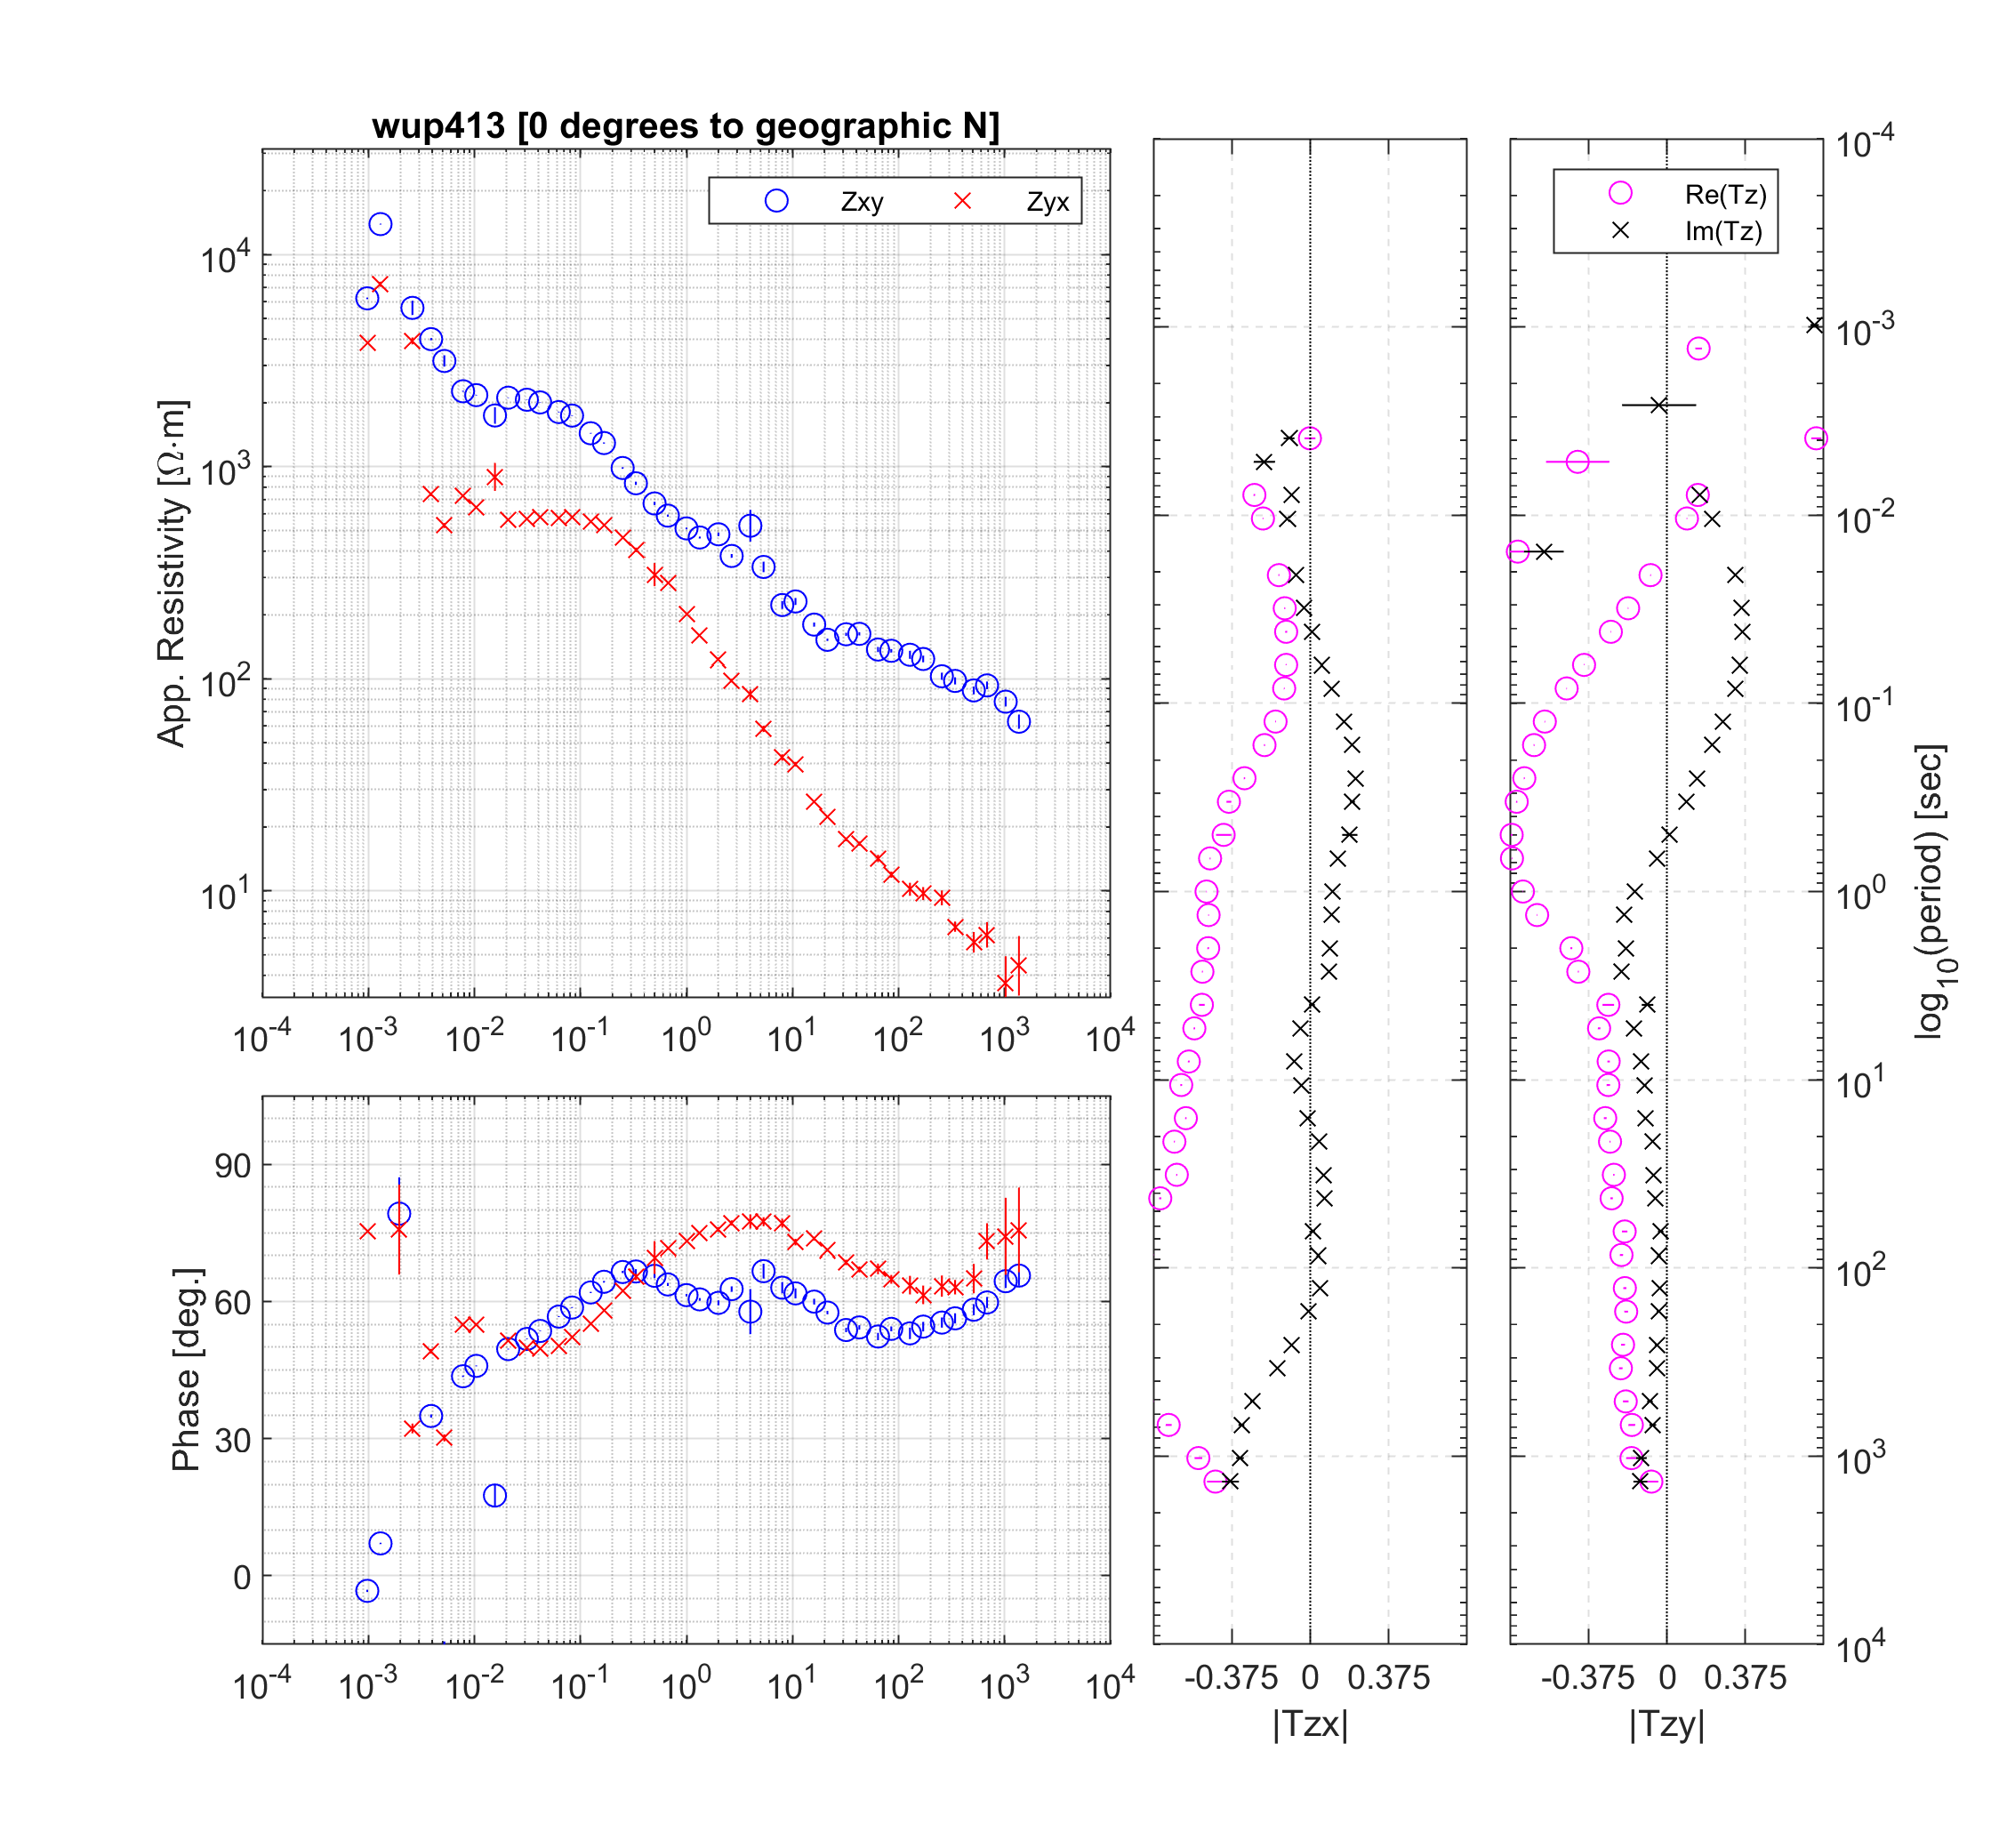 wup413 [0 degrees to geographic N]
Zxy Zyx
App. Resistivity [Ω·m]
10^4
10^3
10^2
10^1
10^-4 10^-3 10^-2 10^-1 10^0 10^1 10^2 10^3 10^4
Phase [deg.]
90
60
30
0
10^-4 10^-3 10^-2 10^-1 10^0 10^1 10^2 10^3 10^4
-0.375 0 0.375
|Tzx|
Re(Tz)
Im(Tz)
-0.375 0 0.375
|Tzy|
10^-4
10^-3
10^-2
10^-1
10^0
10^1
10^2
10^3
10^4
log10(period) [sec]